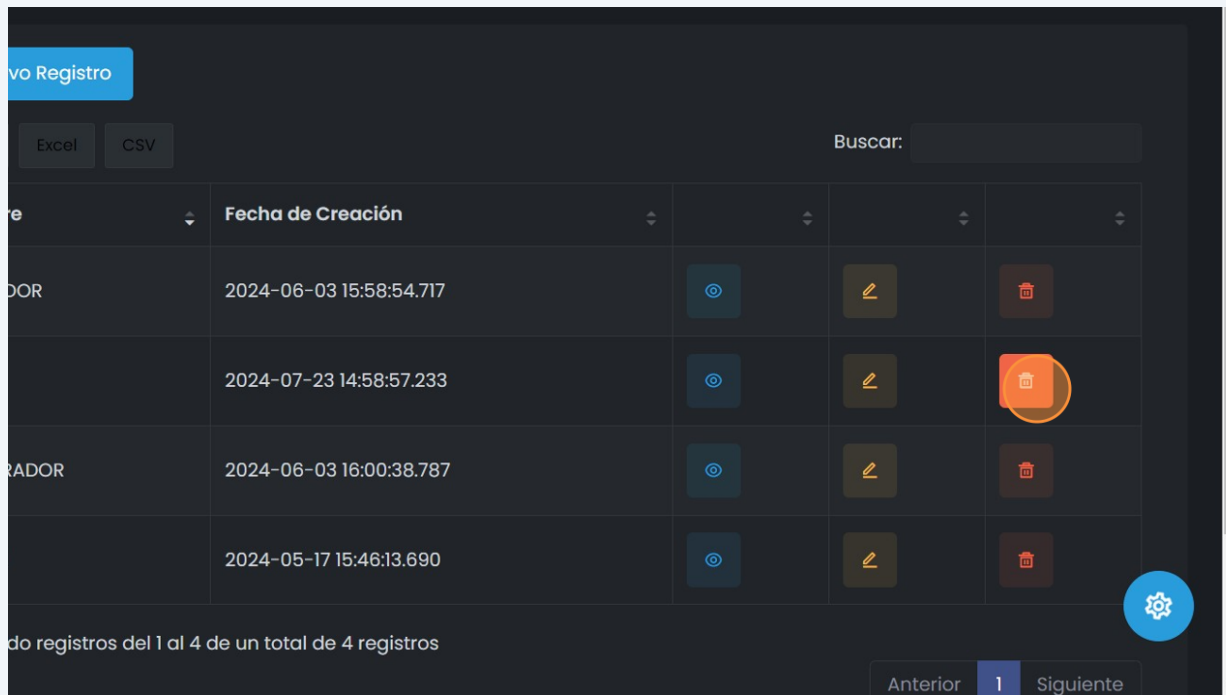 vo Registro
Excel CSV Buscar:
re Fecha de Creación
DOR 2024-06-03 15:58:54.717
2024-07-23 14:58:57.233
RADOR 2024-06-03 16:00:38.787
2024-05-17 15:46:13.690
do registros del 1 al 4 de un total de 4 registros
Anterior 1 Siguiente